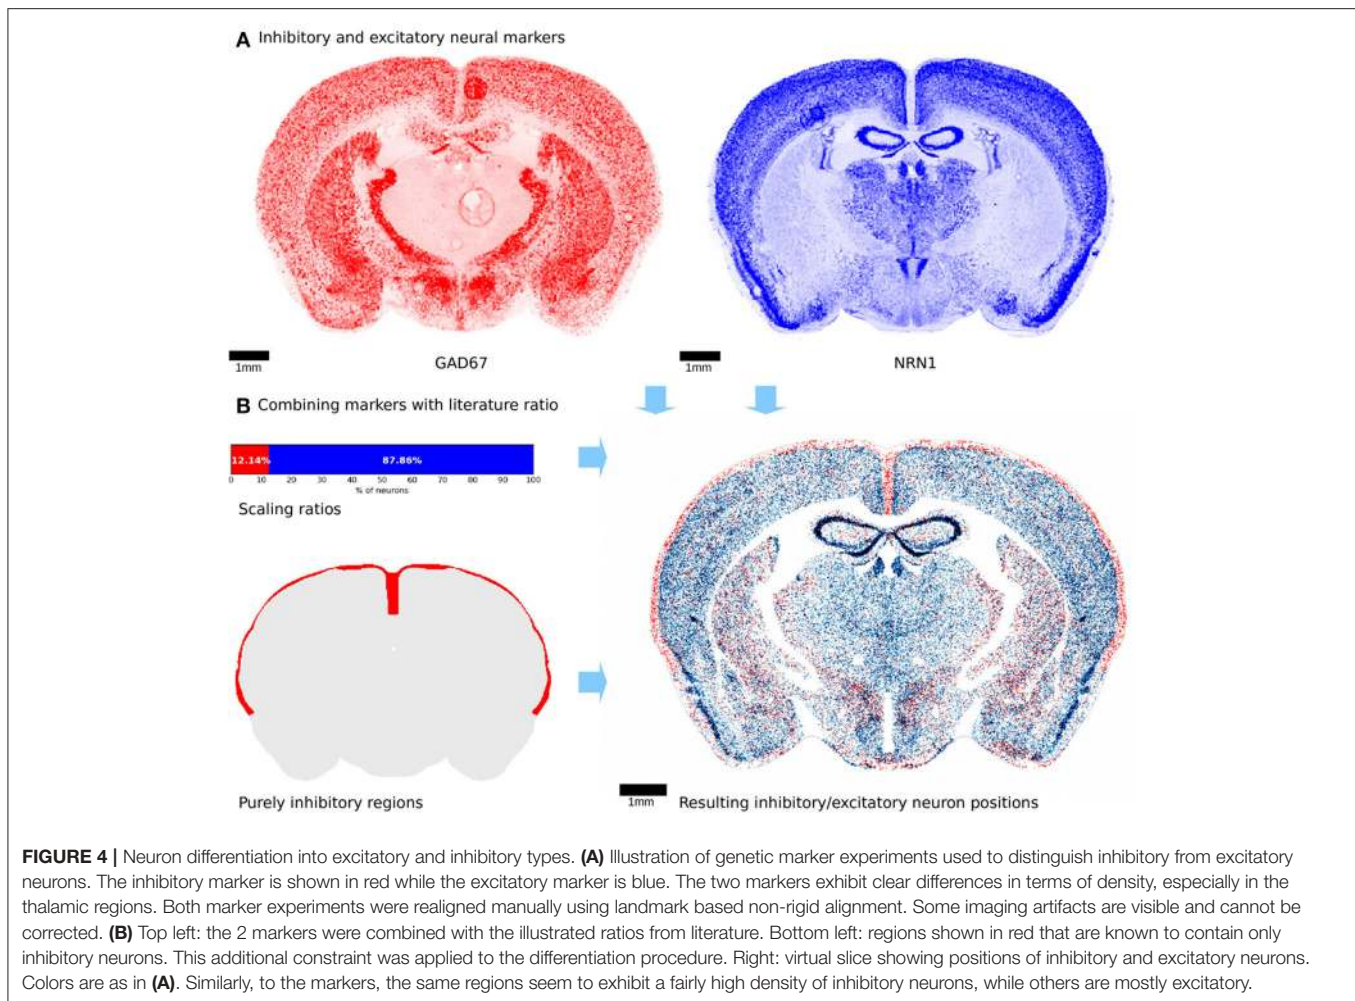 A Inhibitory and excitatory neural markers
1mm
GAD67
1mm
NRN1
B Combining markers with literature ratio
12.14% 87.86%
0 10 20 30 40 50 60 70 80 90 100
% of neurons
Scaling ratios
Purely inhibitory regions
1mm
Resulting inhibitory/excitatory neuron positions
FIGURE 4 | Neuron differentiation into excitatory and inhibitory types. (A) Illustration of genetic marker experiments used to distinguish inhibitory from excitatory
neurons. The inhibitory marker is shown in red while the excitatory marker is blue. The two markers exhibit clear differences in terms of density, especially in the
thalamic regions. Both marker experiments were realigned manually using landmark based non-rigid alignment. Some imaging artifacts are visible and cannot be
corrected. (B) Top left: the 2 markers were combined with the illustrated ratios from literature. Bottom left: regions shown in red that are known to contain only
inhibitory neurons. This additional constraint was applied to the differentiation procedure. Right: virtual slice showing positions of inhibitory and excitatory neurons.
Colors are as in (A). Similarly, to the markers, the same regions seem to exhibit a fairly high density of inhibitory neurons, while others are mostly excitatory.